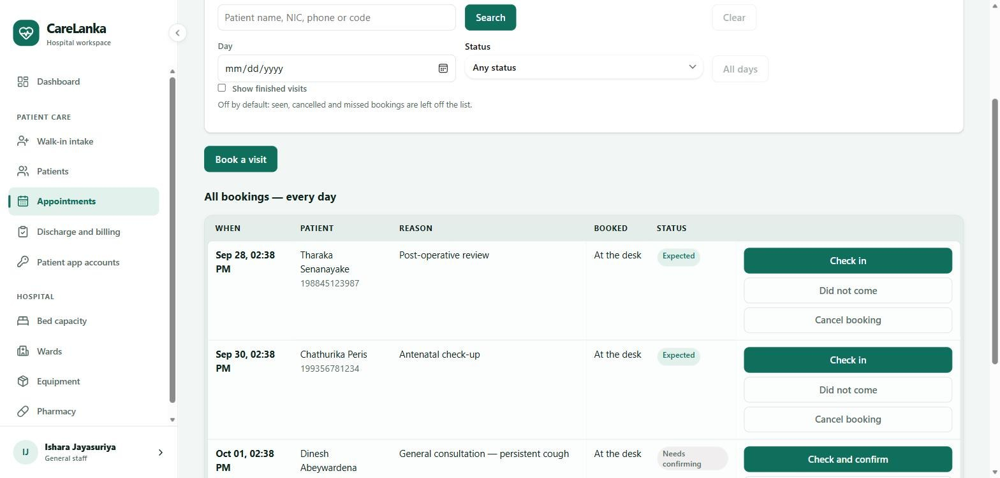 CareLanka
Hospital workspace
Dashboard
PATIENT CARE
Walk-in intake
Patients
Appointments
Discharge and billing
Patient app accounts
HOSPITAL
Bed capacity
Wards
Equipment
Pharmacy
IJ
Ishara Jayasuriya
General staff
Patient name, NIC, phone or code
Search
Clear
Day
Status
mm/dd/yyyy
Any status
All days
Show finished visits
Off by default: seen, cancelled and missed bookings are left off the list.
Book a visit
All bookings — every day
WHEN PATIENT REASON BOOKED STATUS
Sep 28, 02:38
PM
Tharaka
Senanayake
198845123987
Post-operative review
At the desk
Expected
Check in
Did not come
Cancel booking
Sep 30, 02:38
PM
Chathurika Peris
199356781234
Antenatal check-up
At the desk
Expected
Check in
Did not come
Cancel booking
Oct 01, 02:38
PM
Dinesh
Abeywardena
General consultation — persistent cough
At the desk
Needs
confirming
Check and confirm